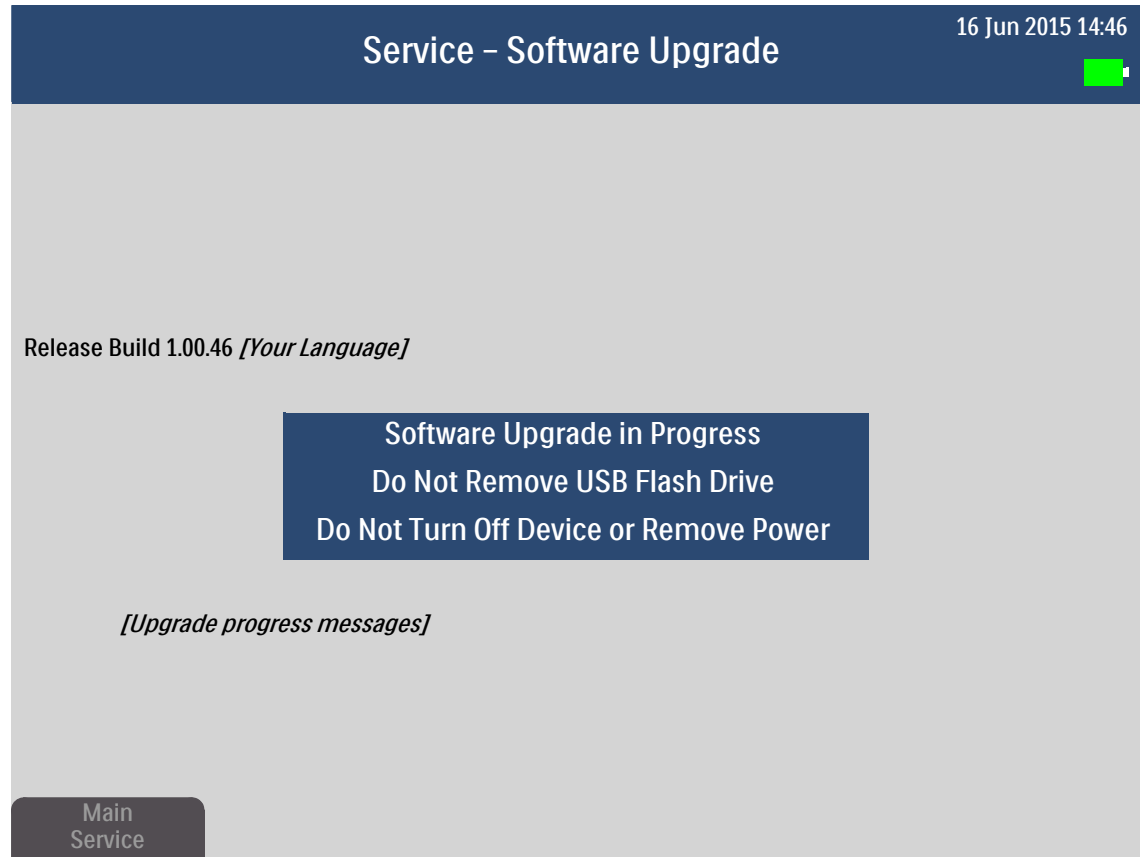 Service – Software Upgrade
16 Jun 2015 14:46
Release Build 1.00.46 [Your Language]
Software Upgrade in Progress
Do Not Remove USB Flash Drive
Do Not Turn Off Device or Remove Power
[Upgrade progress messages]
Main
Service